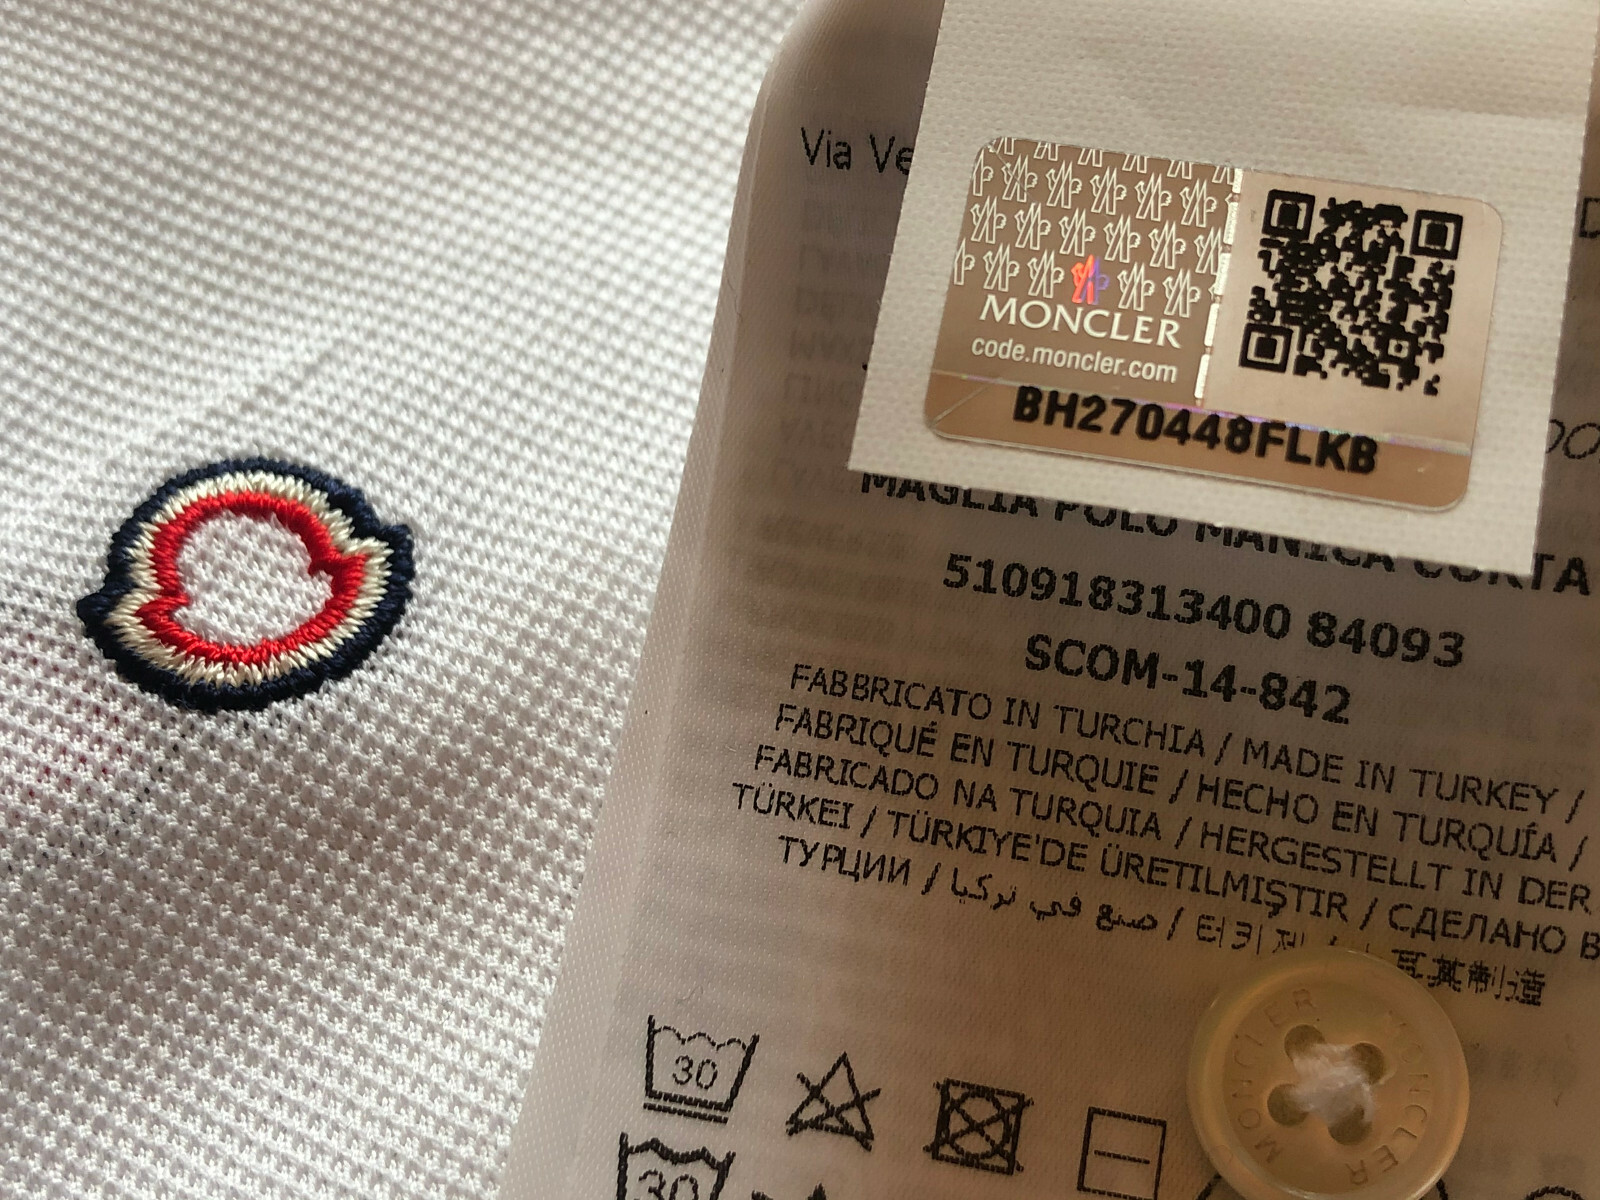 Via
MONCLER
code.moncler.com
BH270448FLKB
MAGLIA POLO MANICA CORTA
510918313400 84093
SCOM-14-842
FABBRICATO IN TURCHIA / MADE IN TURKEY /
FABRIQUÉ EN TURQUIE / HECHO EN TURQUÍA /
FABRICADO NA TURQUIA / HERGESTELLT IN DER
TÜRKEI / TÜRKIYE'DE ÜRETILMIŞTIR / СДЕЛАНО В
ТУРЦИИ / صنع في تركيا / 터키제 / 耳其制造
MONCLER MONCLER
30
30